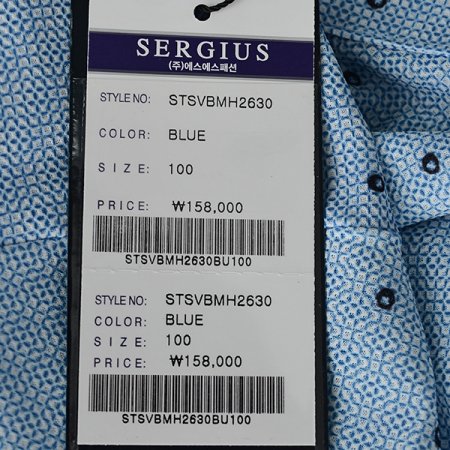 SERGIUS
(주)에스에스패션
STYLE NO: STSVBMH2630
COLOR: BLUE
SIZE: 100
PRICE: ₩158,000
STSVBMH2630BU100
STYLE NO: STSVBMH2630
COLOR: BLUE
SIZE: 100
PRICE: ₩158,000
STSVBMH2630BU100